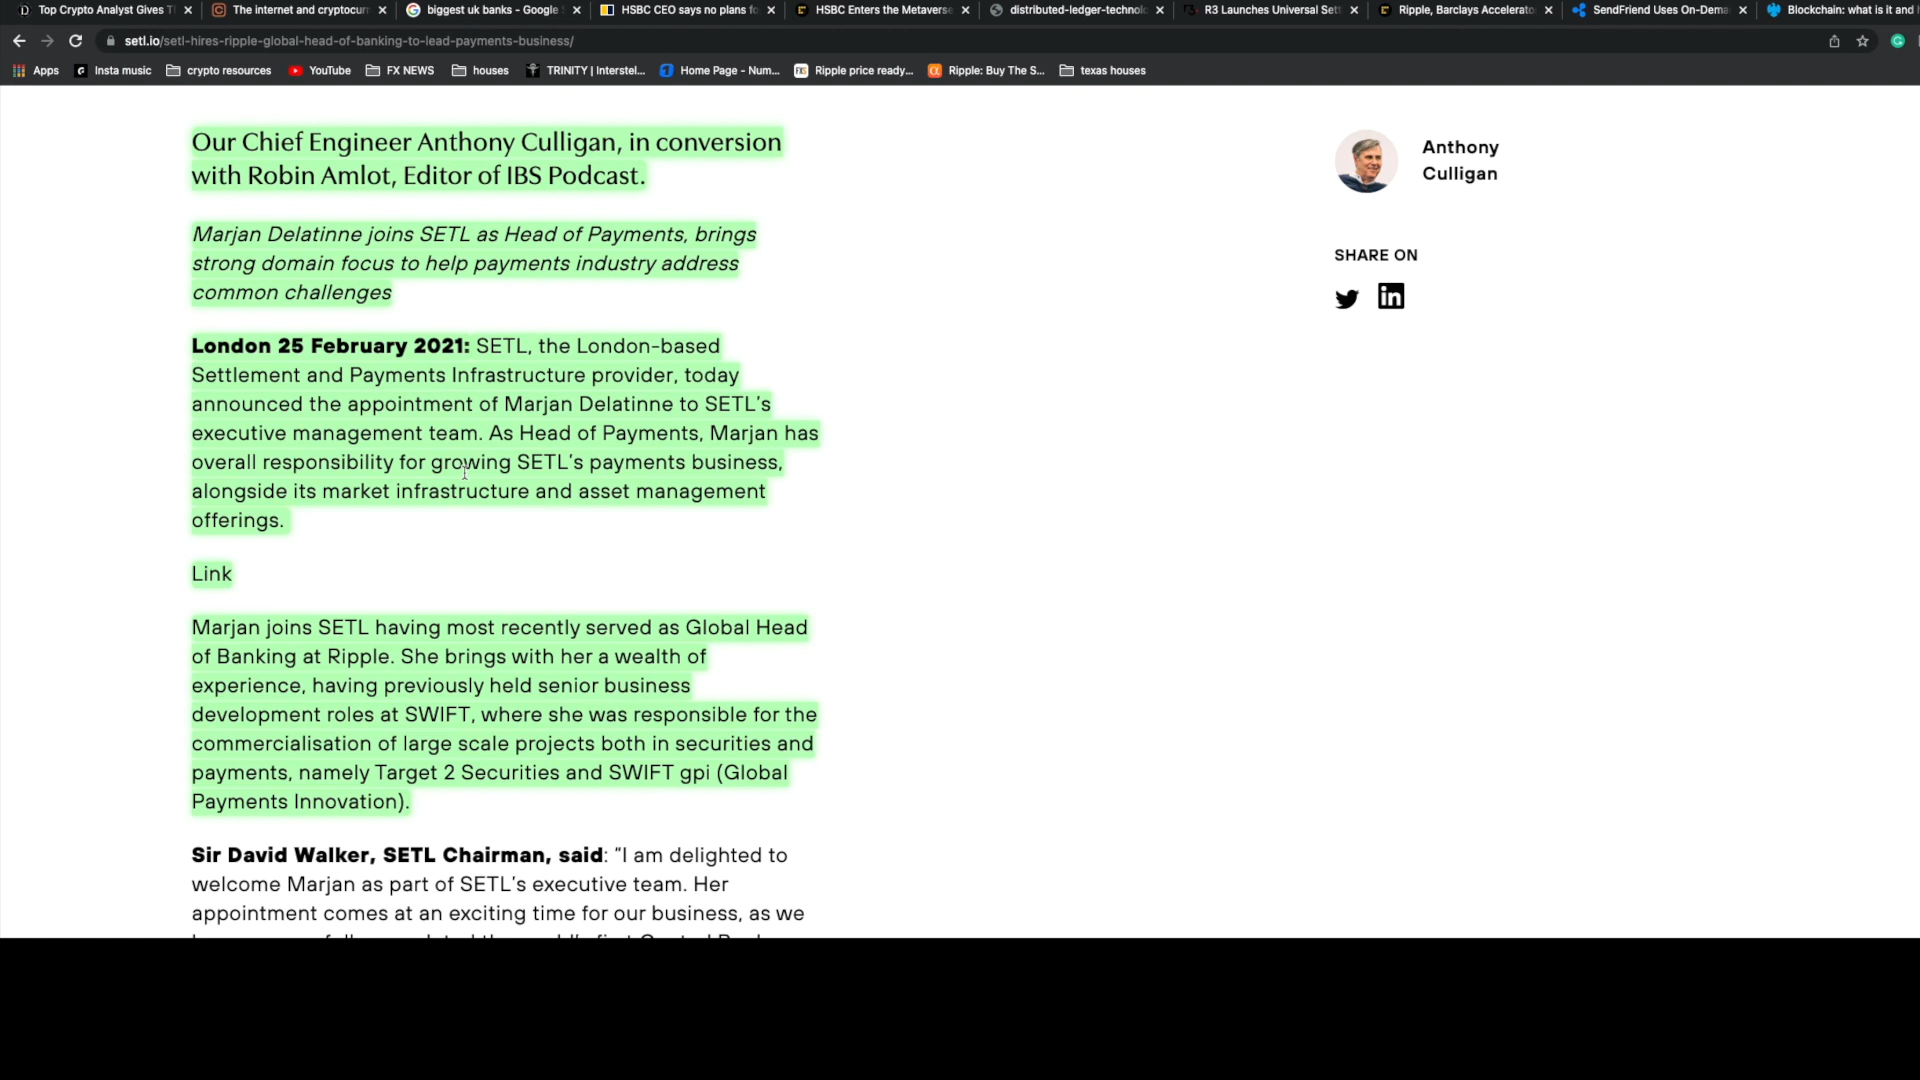 Top Crypto Analyst Gives
The internet and cryptocur
biggest uk banks - Google
HSBC CEO says no plans fo
HSBC Enters the Metaverse
distributed-ledger-technol
R3 Launches Universal Set
Ripple, Barclays Accelerato
SendFriend Uses On-Dema
Blockchain: what is it and
setl.io/setl-hires-ripple-global-head-of-banking-to-lead-payments-business/
Apps
Insta music
crypto resources
YouTube
FX NEWS
houses
TRINITY | Interstel...
Home Page - Num...
Ripple price ready...
Ripple: Buy The S...
texas houses
Our Chief Engineer Anthony Culligan, in conversion
with Robin Amlot, Editor of IBS Podcast.
Marjan Delatinne joins SETL as Head of Payments, brings
strong domain focus to help payments industry address
common challenges
London 25 February 2021: SETL, the London-based
Settlement and Payments Infrastructure provider, today
announced the appointment of Marjan Delatinne to SETL’s
executive management team. As Head of Payments, Marjan has
overall responsibility for growing SETL’s payments business,
alongside its market infrastructure and asset management
offerings.
Link
Marjan joins SETL having most recently served as Global Head
of Banking at Ripple. She brings with her a wealth of
experience, having previously held senior business
development roles at SWIFT, where she was responsible for the
commercialisation of large scale projects both in securities and
payments, namely Target 2 Securities and SWIFT gpi (Global
Payments Innovation).
Sir David Walker, SETL Chairman, said: “I am delighted to
welcome Marjan as part of SETL’s executive team. Her
appointment comes at an exciting time for our business, as we
Anthony
Culligan
SHARE ON